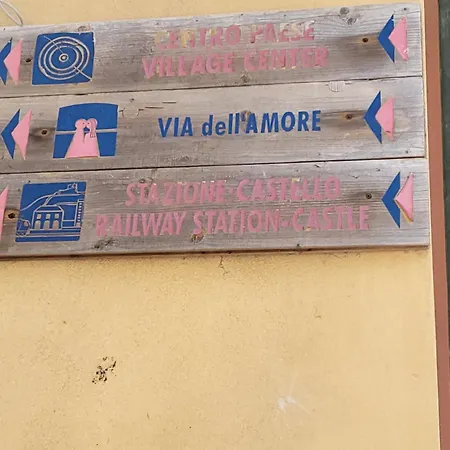 CENTRO PAESE
VILLAGE CENTER
VIA dell'AMORE
STAZIONE-CASTELLO
RAILWAY STATION-CASTLE